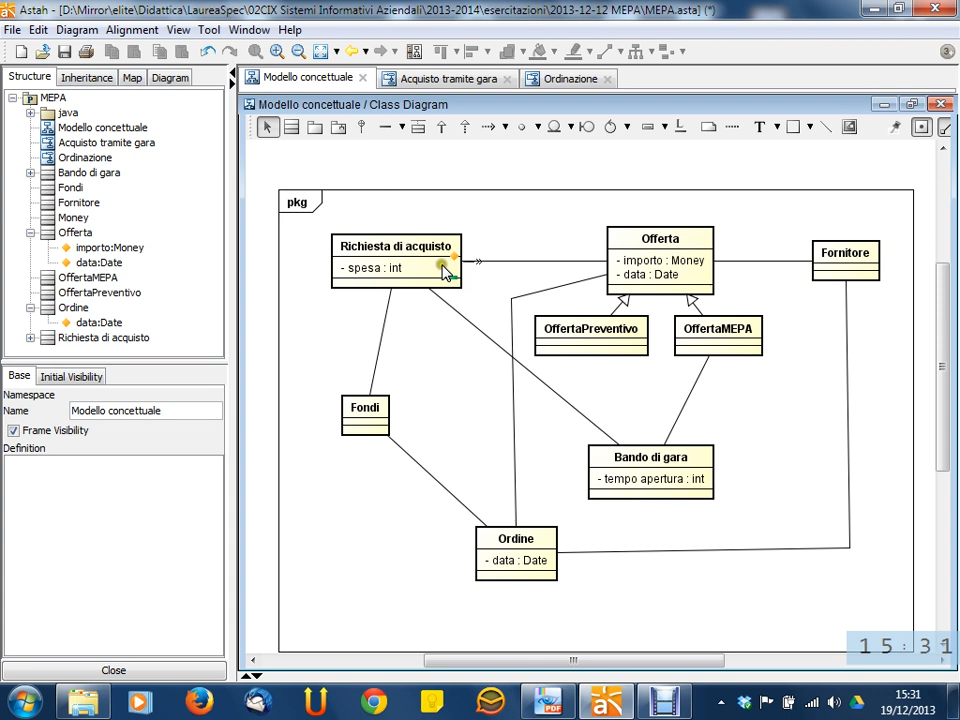 Astah - [D:\Mirror\elite\Didattica\LaureaSpec\02CIX Sistemi Informativi Aziendali\2013-2014\esercitazioni\2013-12-12 MEPA\MEPA.asta] (*)
File Edit Diagram Alignment View Tool Window Help
Structure Inheritance Map Diagram
Modello concettuale Acquisto tramite gara Ordinazione
Modello concettuale / Class Diagram
MEPA
java
Modello concettuale
Acquisto tramite gara
Ordinazione
Bando di gara
Fondi
Fornitore
Money
Offerta
importo:Money
data:Date
OffertaMEPA
OffertaPreventivo
Ordine
data:Date
Richiesta di acquisto
Base Initial Visibility
Namespace
Name Modello concettuale
Frame Visibility
Definition
Close
pkg
Richiesta di acquisto
- spesa : int
Offerta
- importo : Money
- data : Date
Fornitore
OffertaPreventivo
OffertaMEPA
Fondi
Bando di gara
- tempo apertura : int
Ordine
- data : Date
15:31
PDF
15:31
19/12/2013